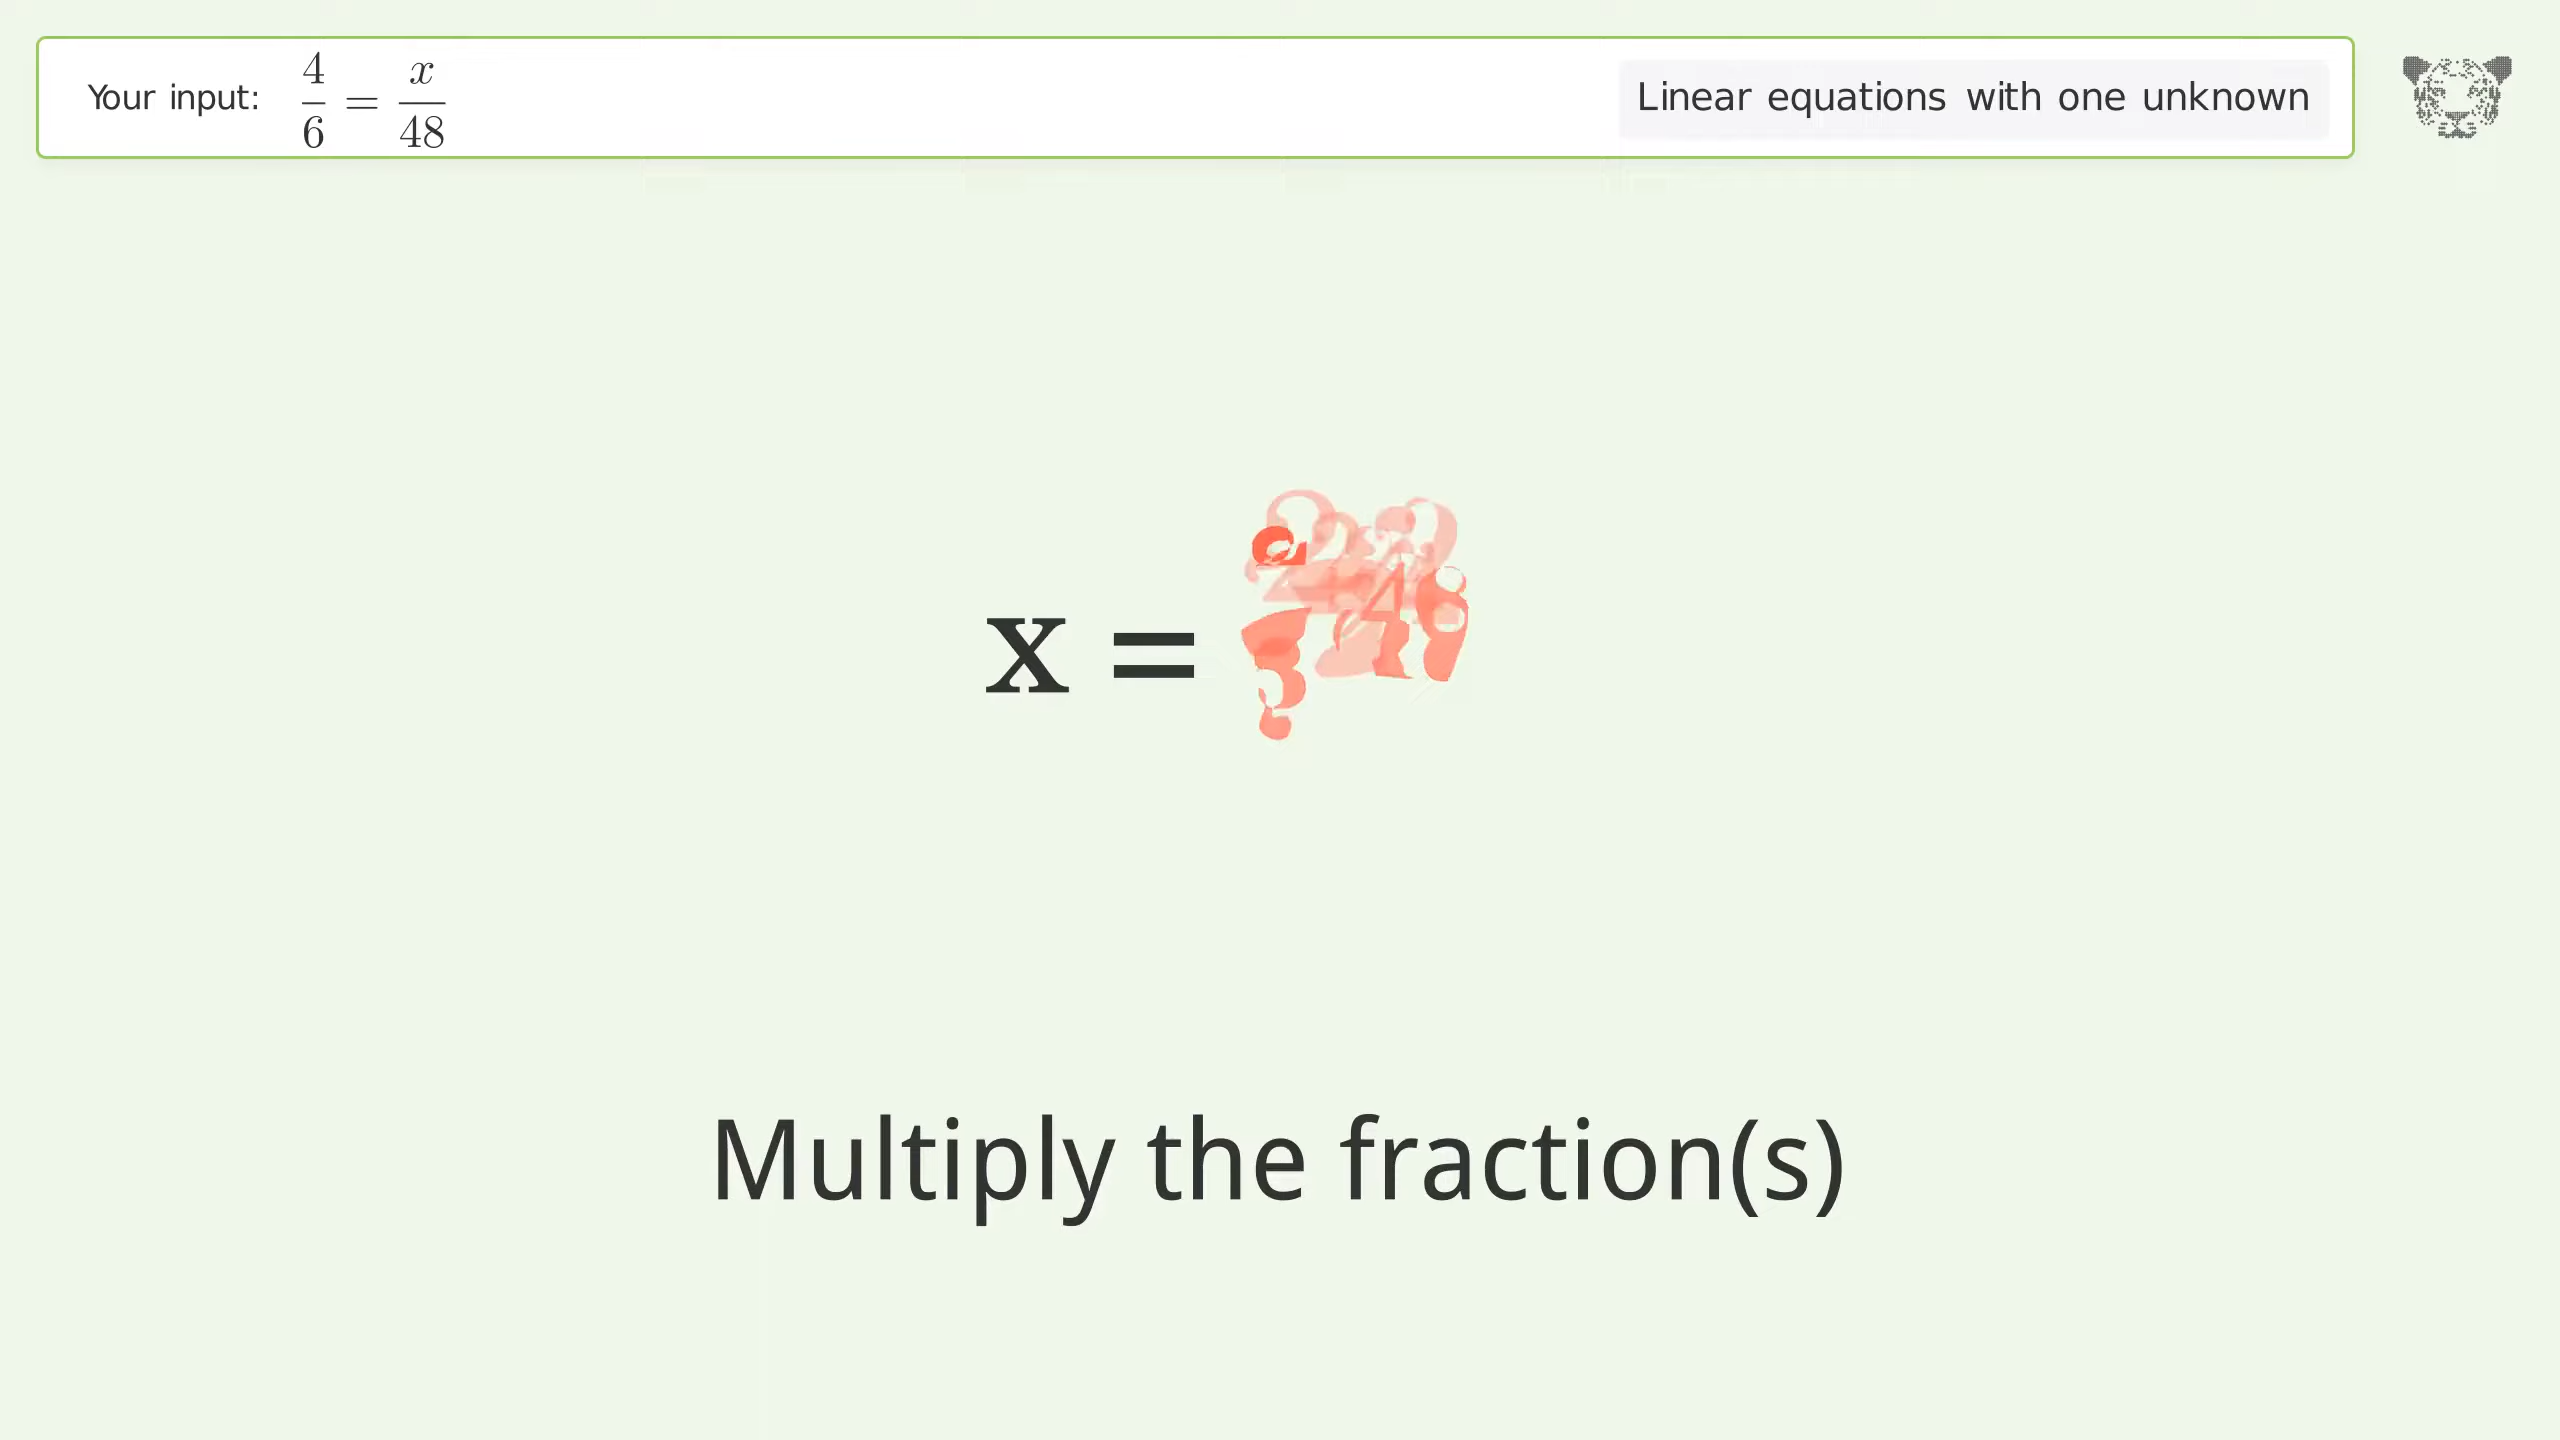 Your input: 4/6 = x/48
Linear equations with one unknown
x =
Multiply the fraction(s)